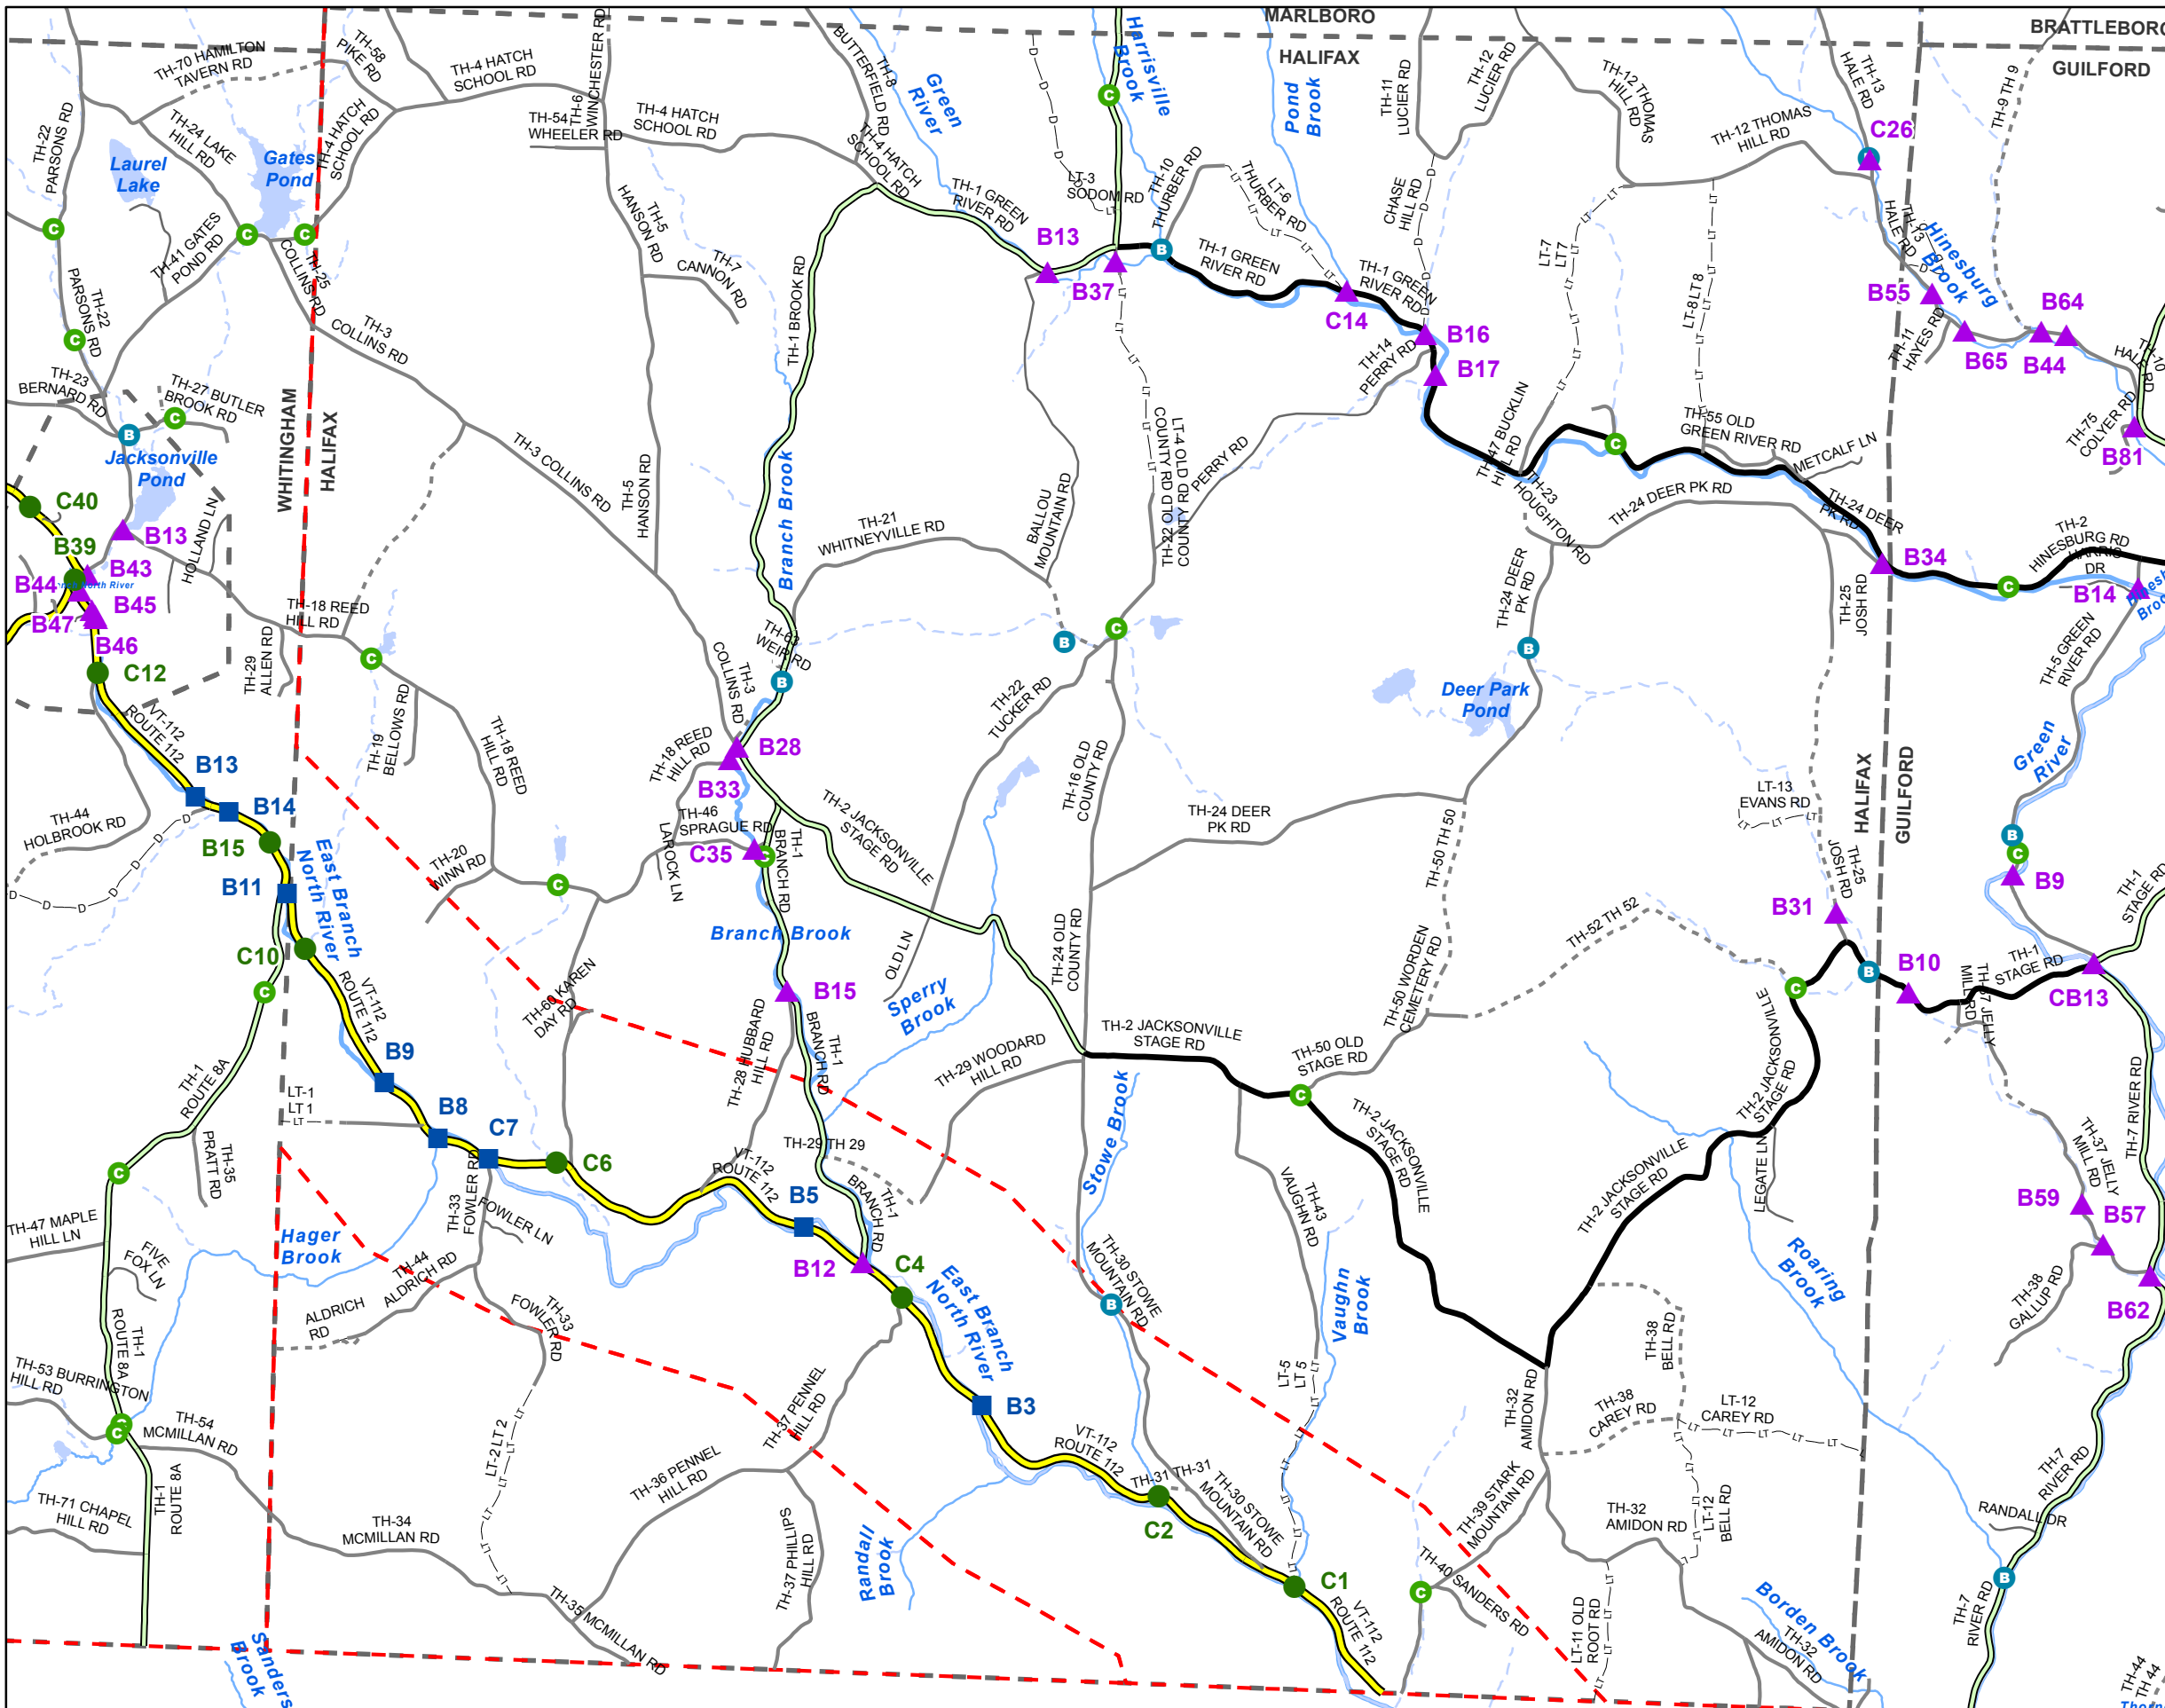 MARLBORO
HALIFAX
BRATTLEBORO
GUILFORD
TH-70 HAMILTON
TAVERN RD
TH-58
PIKE RD
TH-4 HATCH
SCHOOL RD
TH-6
WINCHESTER RD
TH-54
WHEELER RD
TH-4 HATCH
SCHOOL RD
TH-8
BUTTERFIELD RD
Green
River
Harrisville
Brook
Pond
Brook
TH-11
LUCIER RD
TH-12
LUCIER RD
TH-12 THOMAS
HILL RD
TH-12 THOMAS
HILL RD
TH-13
HALE RD
C26
TH-9 TH 9
TH-22
PARSONS RD
TH-24 LAKE
HILL RD
Laurel
Lake
Gates
Pond
TH-4 HATCH
SCHOOL RD
TH-4 HATCH
SCHOOL RD
TH-1 GREEN
RIVER RD
LT-3
SODOM RD
TH-10
THURBER RD
LT-6
THURBER RD
CHASE
HILL RD
TH-5
HANSON RD
TH-7
CANNON RD
TH-41 GATES
POND RD
TH-25
COLLINS RD
TH-3
COLLINS RD
TH-22
PARSONS RD
TH-23
BERNARD RD
TH-27 BUTLER
BROOK RD
B13
B37
TH-1 GREEN
RIVER RD
TH-1 GREEN
RIVER RD
C14
B16
B17
TH-14
PERRY RD
LT-7
LT7
LT-8 LT 8
TH-13
HALE RD
Hinesburg
Brook
B55
B65
B64
B44
TH-11
HAYES RD
TH-10
HALE RD
TH-75
COLYER RD
B81
WHITINGHAM
HALIFAX
Jacksonville
Pond
HOLLAND LN
C40
B39
B13
B43
B44
B45
B47
B46
C12
TH-1 BROOK RD
Branch Brook
TH-3 COLLINS RD
TH-5
HANSON RD
TH-21
WHITNEYVILLE RD
BALLOU
MOUNTAIN RD
LT-4 OLD
COUNTY RD
TH-22 OLD
COUNTY RD
PERRY RD
TH-47 BUCKLIN
HILL RD
TH-23
HOUGHTON RD
TH-55 OLD
GREEN RIVER RD
METCALF LN
TH-24 DEER PK RD
TH-24 DEER
PK RD
B34
TH-2
HINESBURG RD
HARRIS
DR
B14
TH-24 DEER
PK RD
TH-25
JOSH RD
TH-5 GREEN
RIVER RD
Green
River
TH-18 REED
HILL RD
TH-29
ALLEN RD
TH-19
BELLOWS RD
TH-18 REED
HILL RD
TH-63
WEIR RD
TH-3
COLLINS RD
TH-18 REED
HILL RD
B28
B33
TH-22
TUCKER RD
TH-16 OLD
COUNTY RD
Deer Park
Pond
HALIFAX
GUILFORD
LT-13
EVANS RD
TH-25
JOSH RD
VT-112
ROUTE 112
B13
B14
B15
B11
C10
TH-44
HOLBROOK RD
East Branch
North River
TH-46
SPRAGUE RD
LAROCK LN
C35
TH-1
BRANCH RD
TH-2 JACKSONVILLE
STAGE RD
TH-24 DEER
PK RD
TH-50 TH 50
TH-20
WINN RD
Branch Brook
OLD LN
Sperry
Brook
TH-24 OLD
COUNTY RD
TH-50 WORDEN
CEMETERY RD
TH-52 TH 52
B31
B9
B10
TH-1
STAGE RD
TH-1
STAGE RD
CB13
TH-37 JELLY
MILL RD
TH-60 KAREN
DAY RD
B15
TH-28 HUBBARD
HILL RD
TH-1
BRANCH RD
VT-112
ROUTE 112
B9
B8
C7
C6
LT-1
LT 1
TH-1
ROUTE 8A
TH-35
PRATT RD
TH-29 WOODARD
HILL RD
TH-2 JACKSONVILLE
STAGE RD
TH-50 OLD
STAGE RD
TH-2 JACKSONVILLE
STAGE RD
TH-2 JACKSONVILLE
STAGE RD
TH-2 JACKSONVILLE
STAGE RD
LEGATE LN
TH-7 RIVER RD
TH-37 JELLY
MILL RD
B59
B57
B62
TH-38
GALLUP RD
Stowe Brook
TH-29 TH 29
VT-112
ROUTE 112
B5
TH-1
BRANCH RD
B12
C4
East Branch
North River
B3
TH-30 STOWE
MOUNTAIN RD
TH-43
VAUGHN RD
Vaughn
Brook
Roaring
Brook
TH-47 MAPLE
HILL LN
FIVE
FOX LN
Hager
Brook
TH-33
FOWLER RD
FOWLER LN
TH-44
ALDRICH RD
ALDRICH
RD
TH-33
FOWLER RD
TH-1
ROUTE 8A
TH-53 BURRINGTON
HILL RD
TH-54
MCMILLAN RD
TH-71 CHAPEL
HILL RD
TH-1
ROUTE 8A
TH-34
MCMILLAN RD
LT-2 LT 2
TH-36 PENNEL
HILL RD
TH-37 PENNEL
HILL RD
TH-37 PHILLIPS
HILL RD
TH-35 MCMILLAN RD
Randall
Brook
Sanders
Brook
VT-112
ROUTE 112
TH-31 TH-31
C2
TH-30 STOWE
MOUNTAIN RD
C1
VT-112
ROUTE 112
LT-5
LT 5
TH-32
AMIDON RD
TH-38
BELL RD
TH-38
CAREY RD
LT-12
CAREY RD
LT-12
BELL RD
TH-39 STARK
MOUNTAIN RD
TH-32
AMIDON RD
TH-40 SANDERS RD
LT-11 OLD
ROOT RD
Borden Brook
TH-32
AMIDON RD
TH-7
RIVER RD
RANDALL DR
TH-7
RIVER RD
TH-44
TH 44